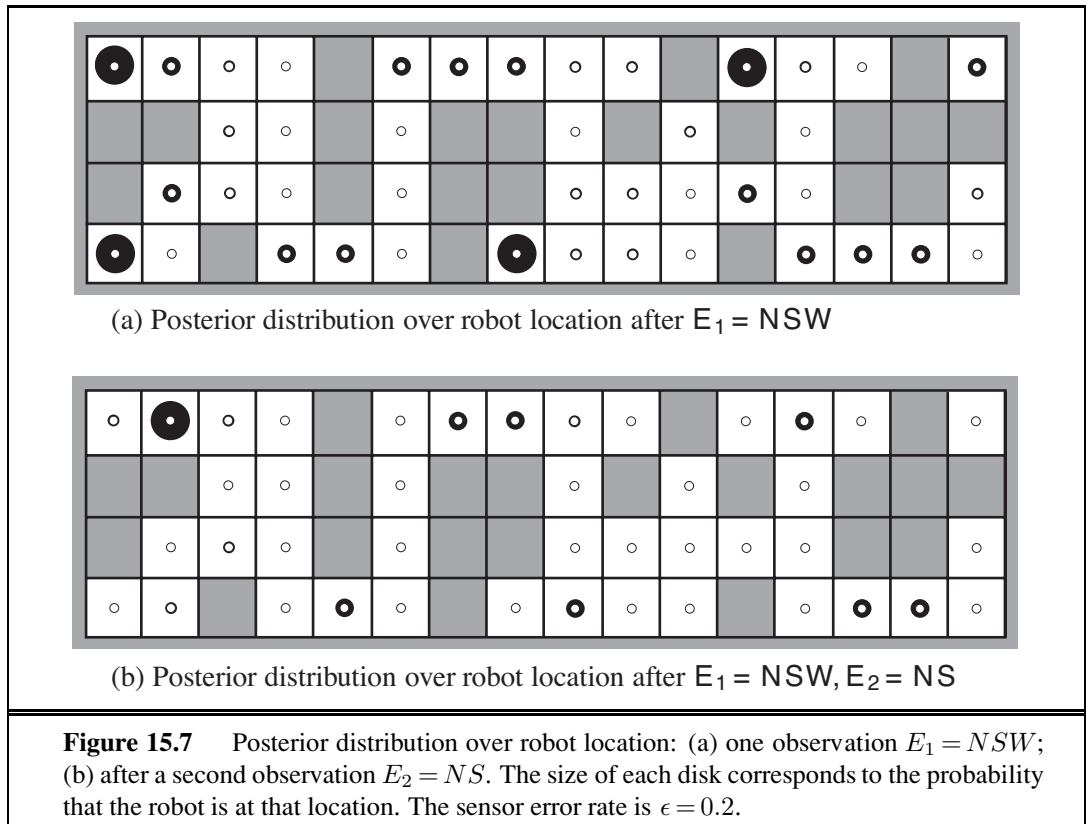 (a) Posterior distribution over robot location after E₁ = NSW
(b) Posterior distribution over robot location after E₁ = NSW, E₂ = NS
Figure 15.7 Posterior distribution over robot location: (a) one observation E₁ = NSW;
(b) after a second observation E₂ = NS. The size of each disk corresponds to the probability
that the robot is at that location. The sensor error rate is ϵ = 0.2.